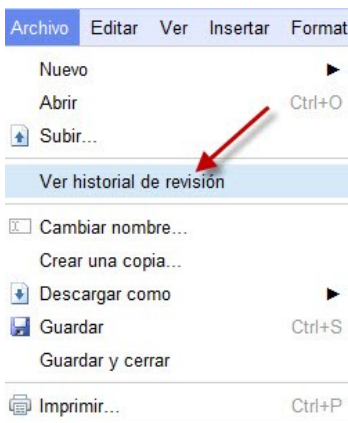 Archivo Editar Ver Insertar Format
Nuevo
Abrir Ctrl+O
Subir...
Ver historial de revisión
Cambiar nombre...
Crear una copia...
Descargar como
Guardar Ctrl+S
Guardar y cerrar
Imprimir... Ctrl+P